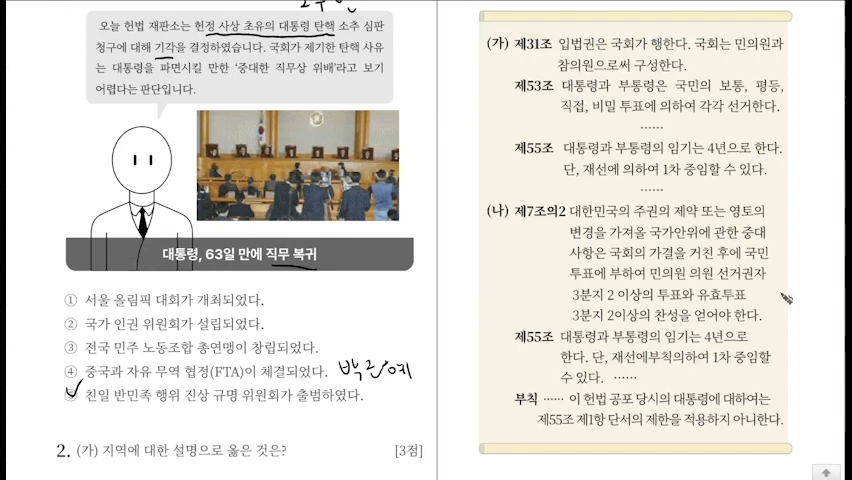 오늘 헌법 재판소는 헌정 사상 초유의 대통령 탄핵 소추 심판
청구에 대해 기각을 결정하였습니다. 국회가 제기한 탄핵 사유
는 대통령을 파면시킬 만한 ‘중대한 직무상 위배’라고 보기
어렵다는 판단입니다.
대통령, 63일 만에 직무 복귀
① 서울 올림픽 대회가 개최되었다.
② 국가 인권 위원회가 설립되었다.
③ 전국 민주 노동조합 총연맹이 창립되었다.
④ 중국과 자유 무역 협정(FTA)이 체결되었다. 박근혜
⑤ 친일 반민족 행위 진상 규명 위원회가 출범하였다.
2. (가) 지역에 대한 설명으로 옳은 것은? [3점]
(가) 제31조 입법권은 국회가 행한다. 국회는 민의원과
참의원으로써 구성한다.
제53조 대통령과 부통령은 국민의 보통, 평등,
직접, 비밀 투표에 의하여 각각 선거한다.
……
제55조 대통령과 부통령의 임기는 4년으로 한다.
단, 재선에 의하여 1차 중임할 수 있다.
……
(나) 제7조의2 대한민국의 주권의 제약 또는 영토의
변경을 가져올 국가안위에 관한 중대
사항은 국회의 가결을 거친 후에 국민
투표에 부하여 민의원 의원 선거권자
3분지 2 이상의 투표와 유효투표
3분지 2이상의 찬성을 얻어야 한다.
제55조 대통령과 부통령의 임기는 4년으로
한다. 단, 재선에부칙의하여 1차 중임할
수 있다. ……
부칙 …… 이 헌법 공포 당시의 대통령에 대하여는
제55조 제1항 단서의 제한을 적용하지 아니한다.